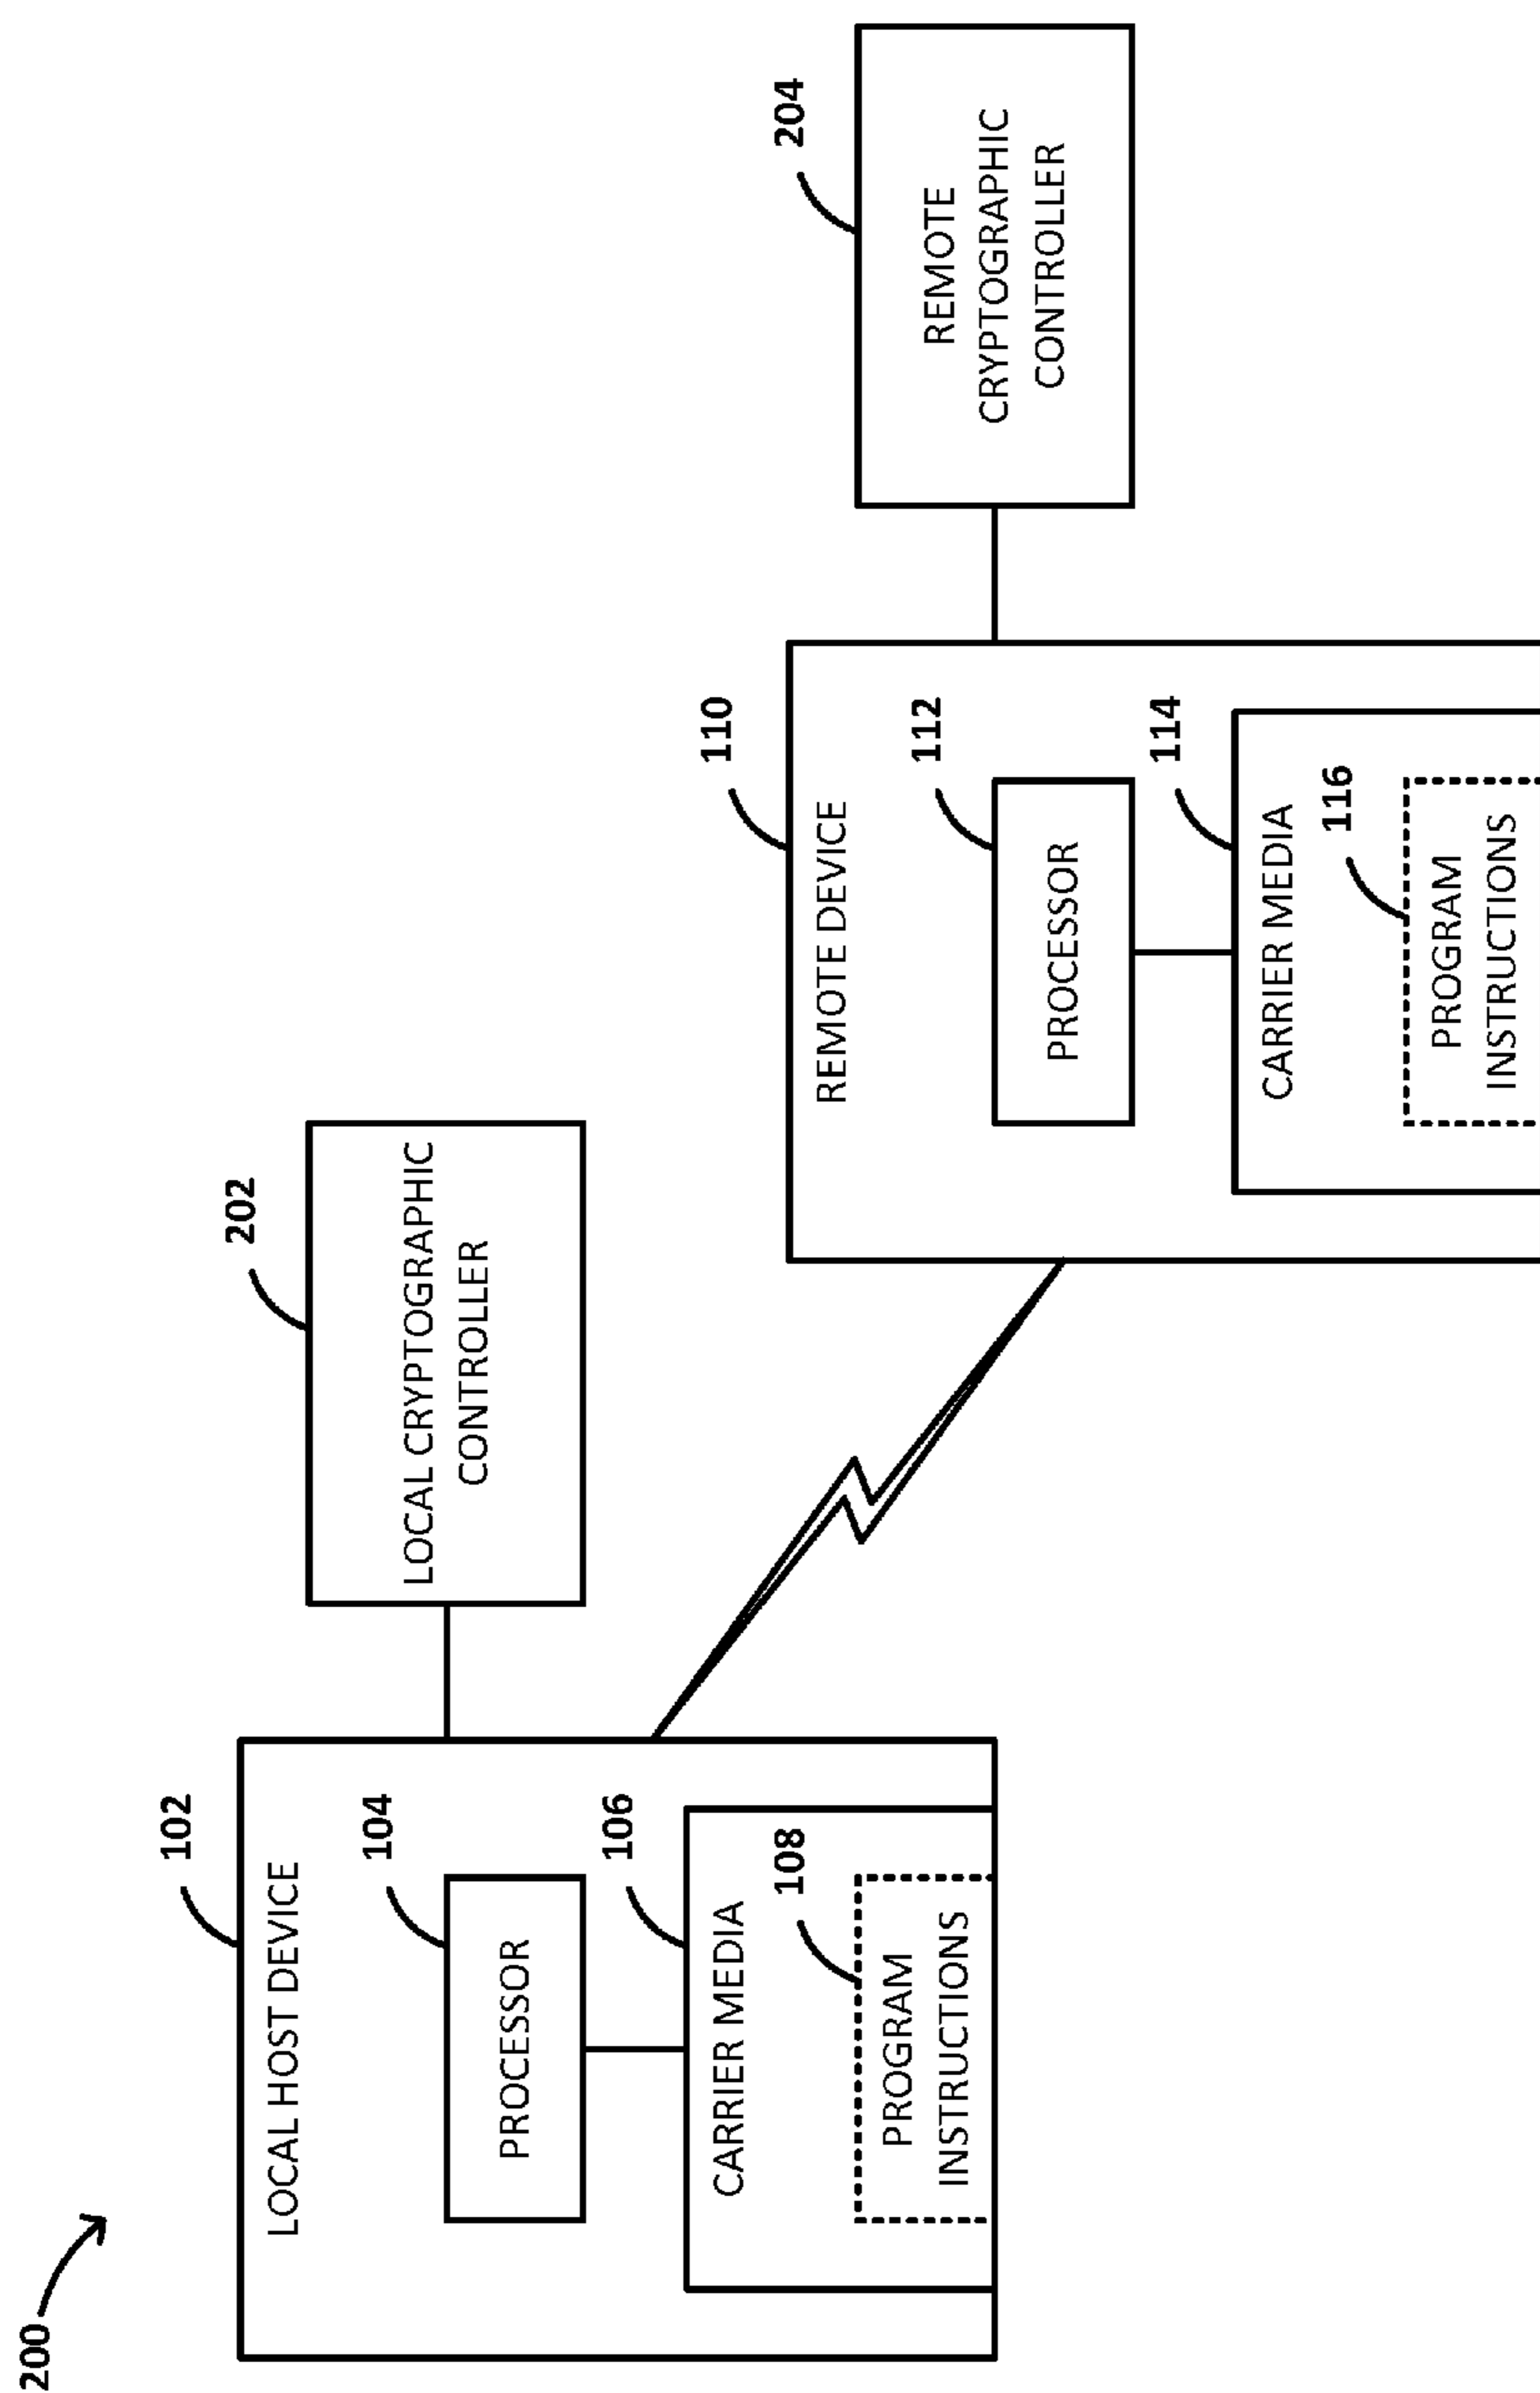 200
102
LOCAL HOST DEVICE
104
PROCESSOR
106
CARRIER MEDIA
108
PROGRAM
INSTRUCTIONS
202
LOCAL CRYPTOGRAPHIC
CONTROLLER
110
REMOTE DEVICE
112
PROCESSOR
114
CARRIER MEDIA
116
PROGRAM
INSTRUCTIONS
204
REMOTE
CRYPTOGRAPHIC
CONTROLLER